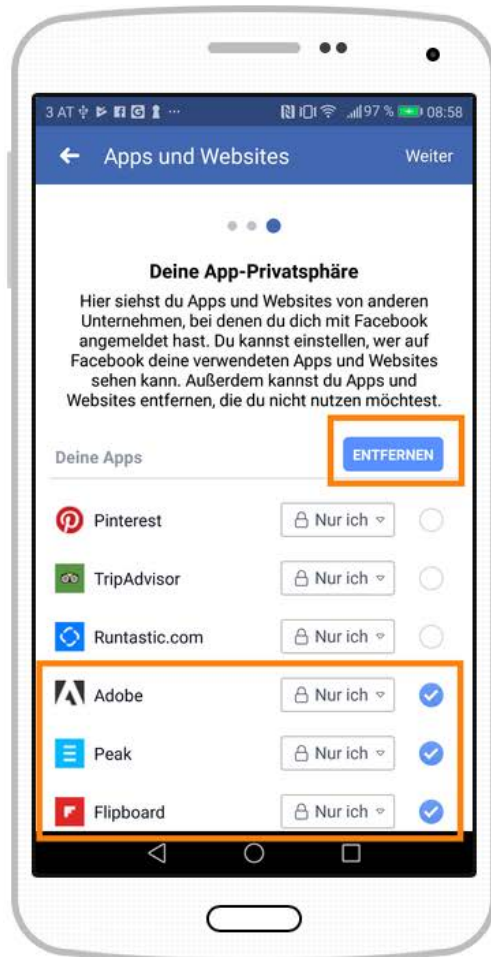 3 AT 97 % 08:58
Apps und Websites Weiter
Deine App-Privatsphäre
Hier siehst du Apps und Websites von anderen
Unternehmen, bei denen du dich mit Facebook
angemeldet hast. Du kannst einstellen, wer auf
Facebook deine verwendeten Apps und Websites
sehen kann. Außerdem kannst du Apps und
Websites entfernen, die du nicht nutzen möchtest.
Deine Apps ENTFERNEN
Pinterest Nur ich
TripAdvisor Nur ich
Runtastic.com Nur ich
Adobe Nur ich
Peak Nur ich
Flipboard Nur ich